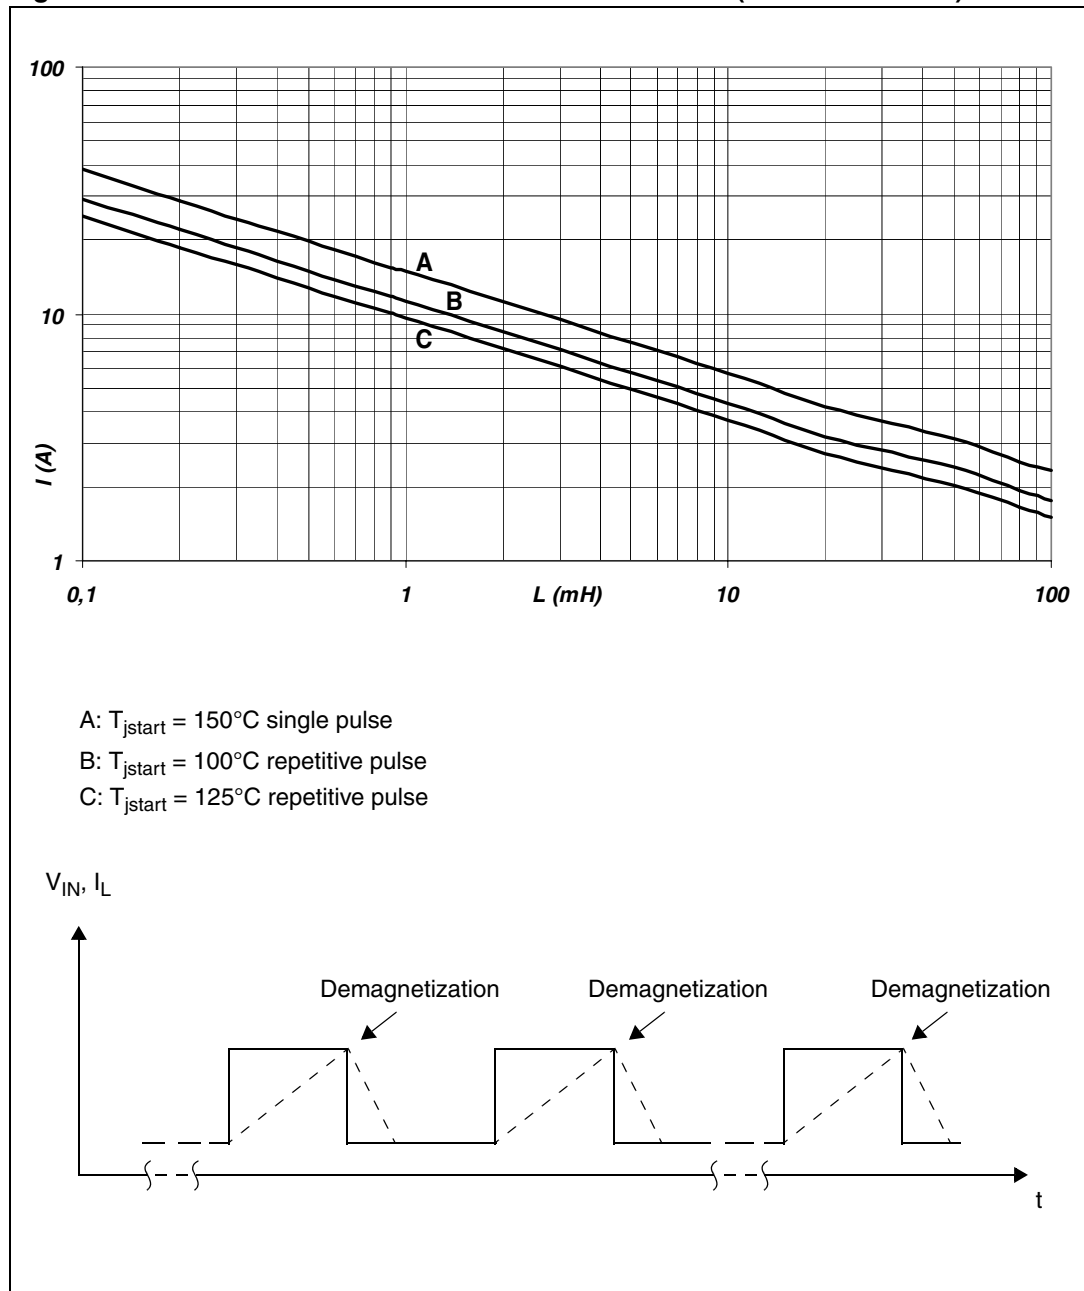 100
10
1
I (A)
0,1 1 L (mH) 10 100
A
B
C
A: Tjstart = 150°C single pulse
B: Tjstart = 100°C repetitive pulse
C: Tjstart = 125°C repetitive pulse
VIN, IL
Demagnetization Demagnetization Demagnetization
t